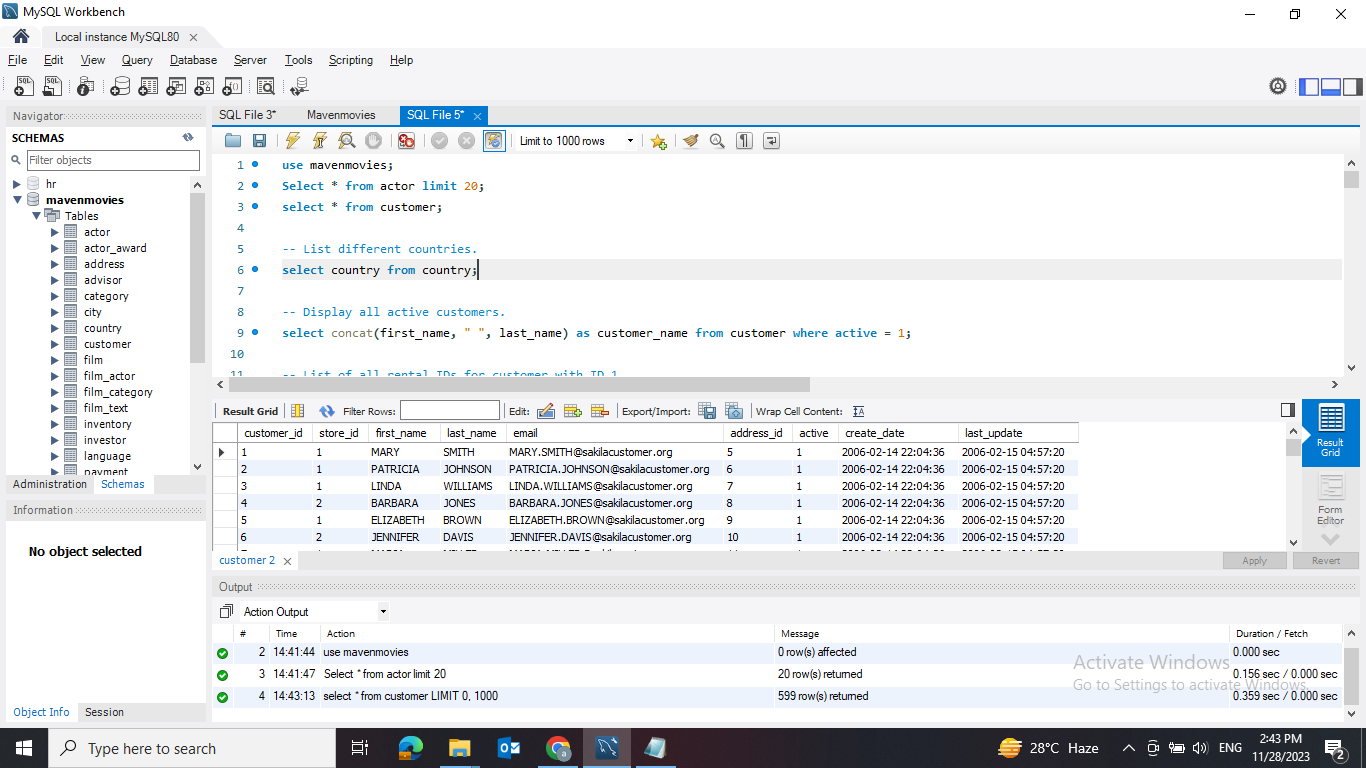 MySQL Workbench
Local instance MySQL80
File Edit View Query Database Server Tools Scripting Help
Navigator
SCHEMAS
Filter objects
hr
mavenmovies
Tables
actor
actor_award
address
advisor
category
city
country
customer
film
film_actor
film_category
film_text
inventory
investor
language
payment
Administration Schemas
Information
No object selected
Object Info Session
SQL File 3* Mavenmovies SQL File 5*
Limit to 1000 rows
1 use mavenmovies;
2 Select * from actor limit 20;
3 select * from customer;
4
5 -- List different countries.
6 select country from country;
7
8 -- Display all active customers.
9 select concat(first_name, " ", last_name) as customer_name from customer where active = 1;
10
11 -- List of all rental IDs for customer with ID 1
Result Grid Filter Rows: Edit: Export/Import: Wrap Cell Content:
customer_id store_id first_name last_name email address_id active create_date last_update
1 1 MARY SMITH MARY.SMITH@sakilacustomer.org 5 1 2006-02-14 22:04:36 2006-02-15 04:57:20
2 1 PATRICIA JOHNSON PATRICIA.JOHNSON@sakilacustomer.org 6 1 2006-02-14 22:04:36 2006-02-15 04:57:20
3 1 LINDA WILLIAMS LINDA.WILLIAMS@sakilacustomer.org 7 1 2006-02-14 22:04:36 2006-02-15 04:57:20
4 2 BARBARA JONES BARBARA.JONES@sakilacustomer.org 8 1 2006-02-14 22:04:36 2006-02-15 04:57:20
5 1 ELIZABETH BROWN ELIZABETH.BROWN@sakilacustomer.org 9 1 2006-02-14 22:04:36 2006-02-15 04:57:20
6 2 JENNIFER DAVIS JENNIFER.DAVIS@sakilacustomer.org 10 1 2006-02-14 22:04:36 2006-02-15 04:57:20
Result
Grid
Form
Editor
customer 2
Apply Revert
Output
Action Output
# Time Action Message Duration / Fetch
2 14:41:44 use mavenmovies 0 row(s) affected 0.000 sec
3 14:41:47 Select * from actor limit 20 20 row(s) returned 0.156 sec / 0.000 sec
4 14:43:13 select * from customer LIMIT 0, 1000 599 row(s) returned 0.359 sec / 0.000 sec
Activate Windows
Go to Settings to activate Windows.
Type here to search
28°C Haze
ENG
2:43 PM
11/28/2023
2